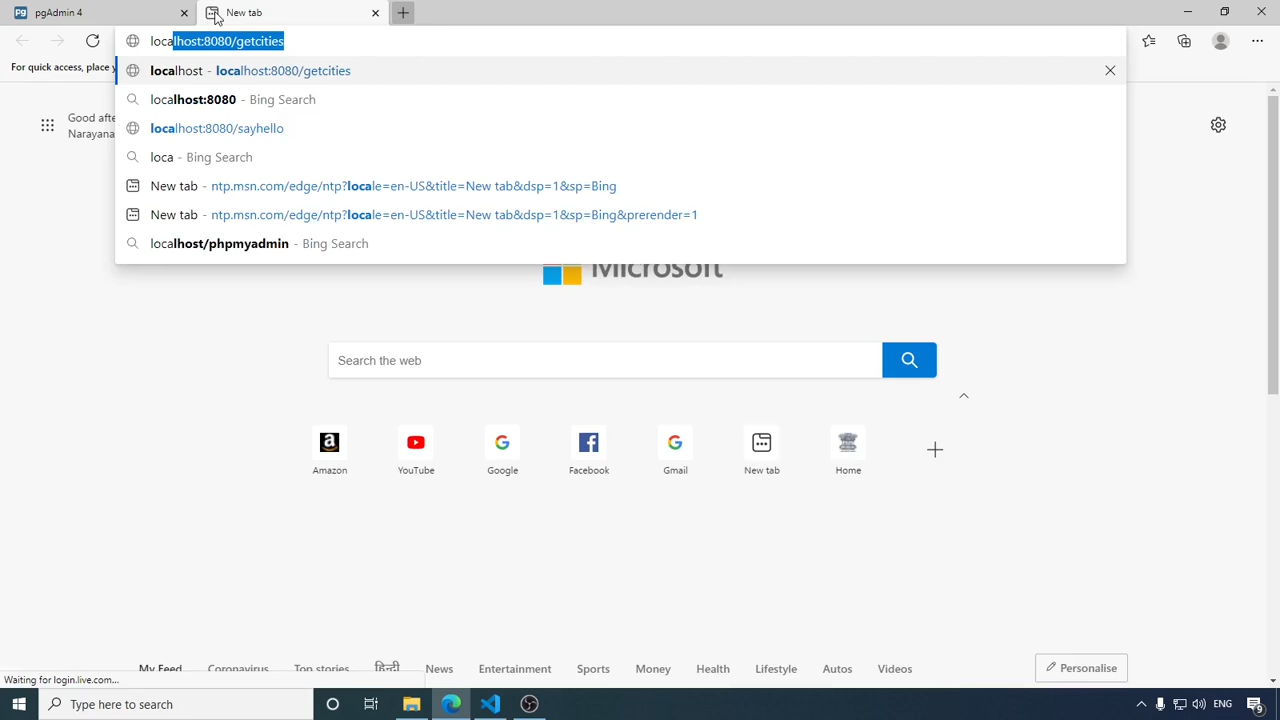 pgAdmin 4
New tab
localhost:8080/getcities
For quick access, place y
localhost - localhost:8080/getcities
localhost:8080 - Bing Search
localhost:8080/sayhello
loca - Bing Search
New tab - ntp.msn.com/edge/ntp?locale=en-US&title=New tab&dsp=1&sp=Bing
New tab - ntp.msn.com/edge/ntp?locale=en-US&title=New tab&dsp=1&sp=Bing&prerender=1
localhost/phpmyadmin - Bing Search
Good afte
Narayana
Microsoft
Search the web
Amazon YouTube Google Facebook Gmail New tab Home
My Feed Coronavirus Top stories हिन्दी News Entertainment Sports Money Health Lifestyle Autos Videos
Personalise
Waiting for login.live.com...
Type here to search
ENG
9